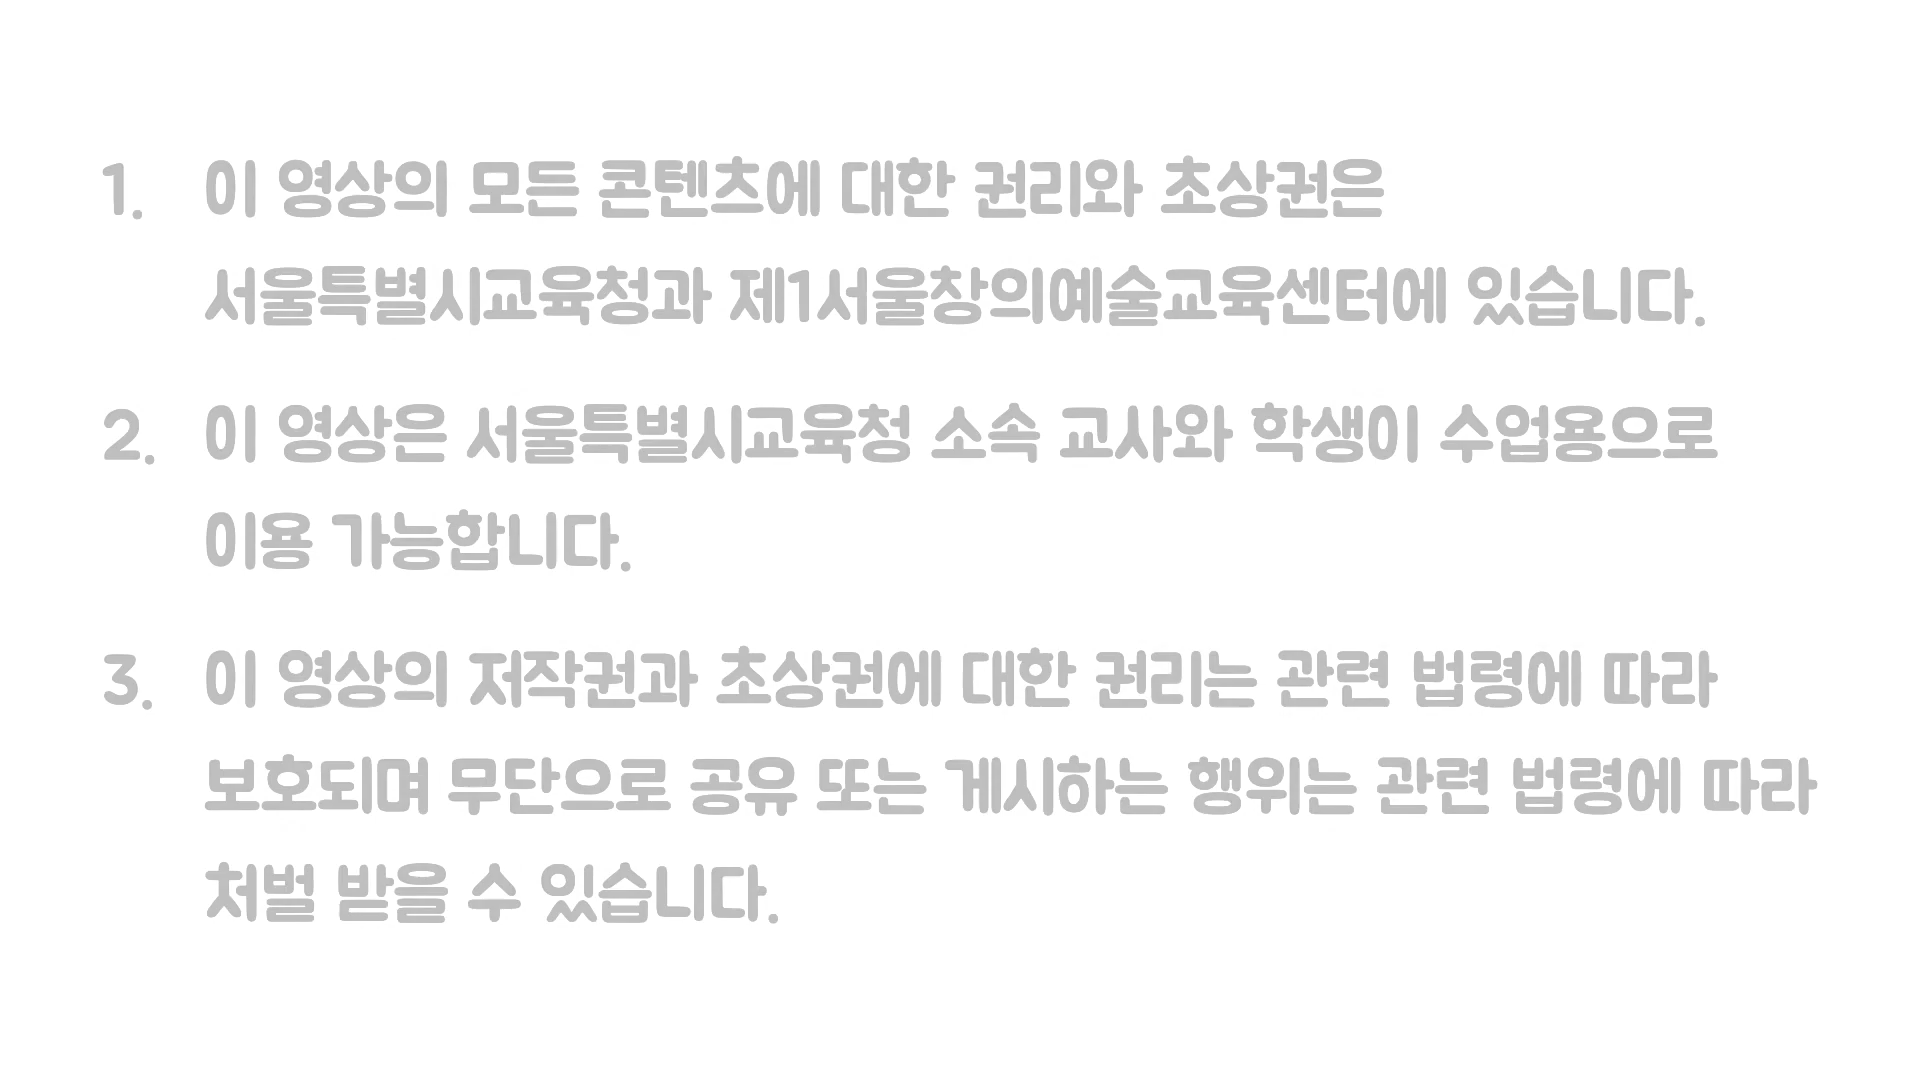 1. 이 영상의 모든 콘텐츠에 대한 권리와 초상권은
서울특별시교육청과 제1서울창의예술교육센터에 있습니다.
2. 이 영상은 서울특별시교육청 소속 교사와 학생이 수업용으로
이용 가능합니다.
3. 이 영상의 저작권과 초상권에 대한 권리는 관련 법령에 따라
보호되며 무단으로 공유 또는 게시하는 행위는 관련 법령에 따라
처벌 받을 수 있습니다.